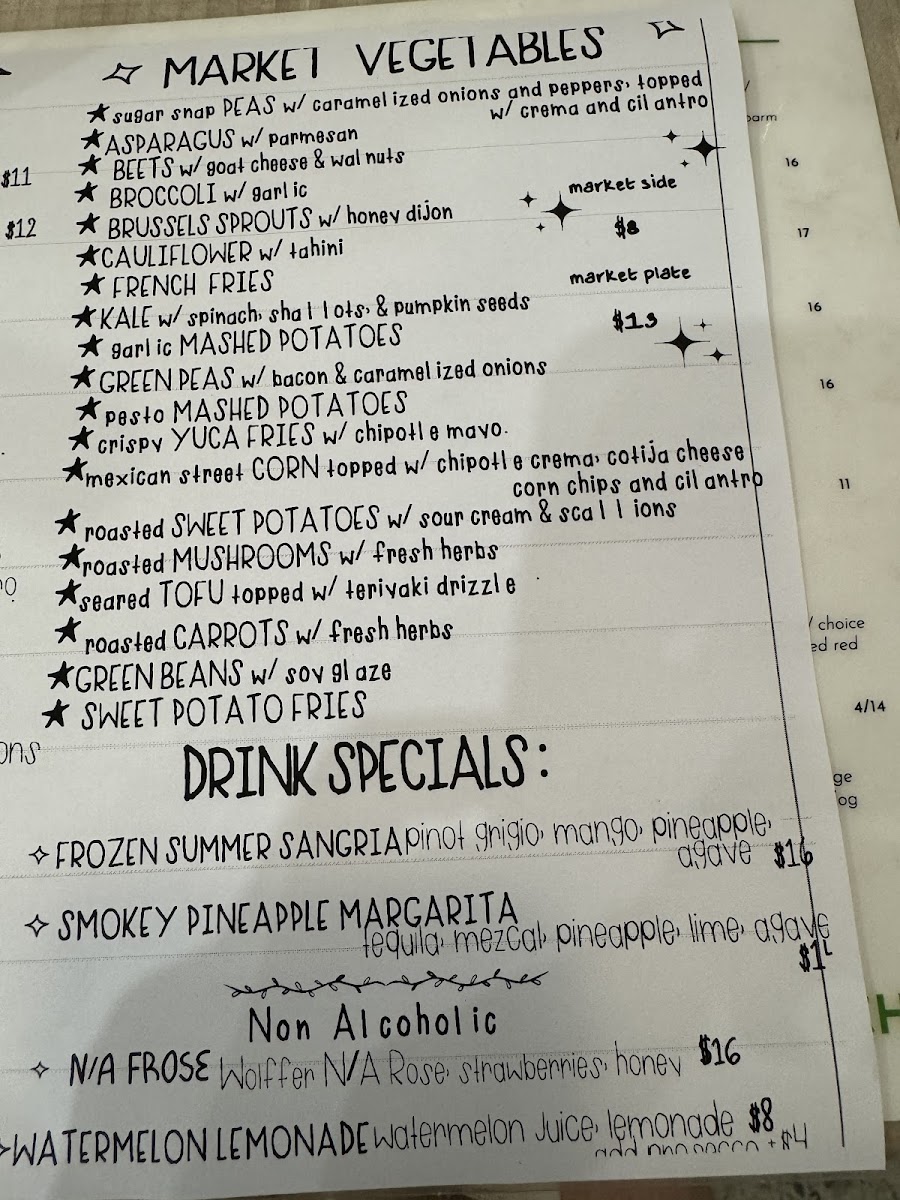 MARKET VEGETABLES
sugar snap PEAS w/ caramelized onions and peppers, topped
w/ crema and cilantro
ASPARAGUS w/ parmesan
BEETS w/ goat cheese & walnuts
$11
BROCCOLI w/ garlic
$12
BRUSSELS SPROUTS w/ honey dijon
CAULIFLOWER w/ tahini
FRENCH FRIES
KALE w/ spinach, shallots, & pumpkin seeds
garlic MASHED POTATOES
GREEN PEAS w/ bacon & caramelized onions
pesto MASHED POTATOES
crispy YUCA FRIES w/ chipotle mayo.
mexican street CORN topped w/ chipotle crema, cotija cheese
corn chips and cilantro
roasted SWEET POTATOES w/ sour cream & scallions
roasted MUSHROOMS w/ fresh herbs
seared TOFU topped w/ teriyaki drizzle
roasted CARROTS w/ fresh herbs
GREEN BEANS w/ soy glaze
SWEET POTATO FRIES
market side
$8
market plate
$13
DRINK SPECIALS:
FROZEN SUMMER SANGRIA pinot grigio, mango, pineapple,
agave $16
SMOKEY PINEAPPLE MARGARITA
tequila, mezcal, pineapple, lime, agave
Non Alcoholic
N/A FROSE Wolffer N/A Rose, strawberries, honey $16
WATERMELON LEMONADE watermelon Juice, lemonade $8
add prosecco +$4
16
17
16
16
11
/ choice
ed red
4/14